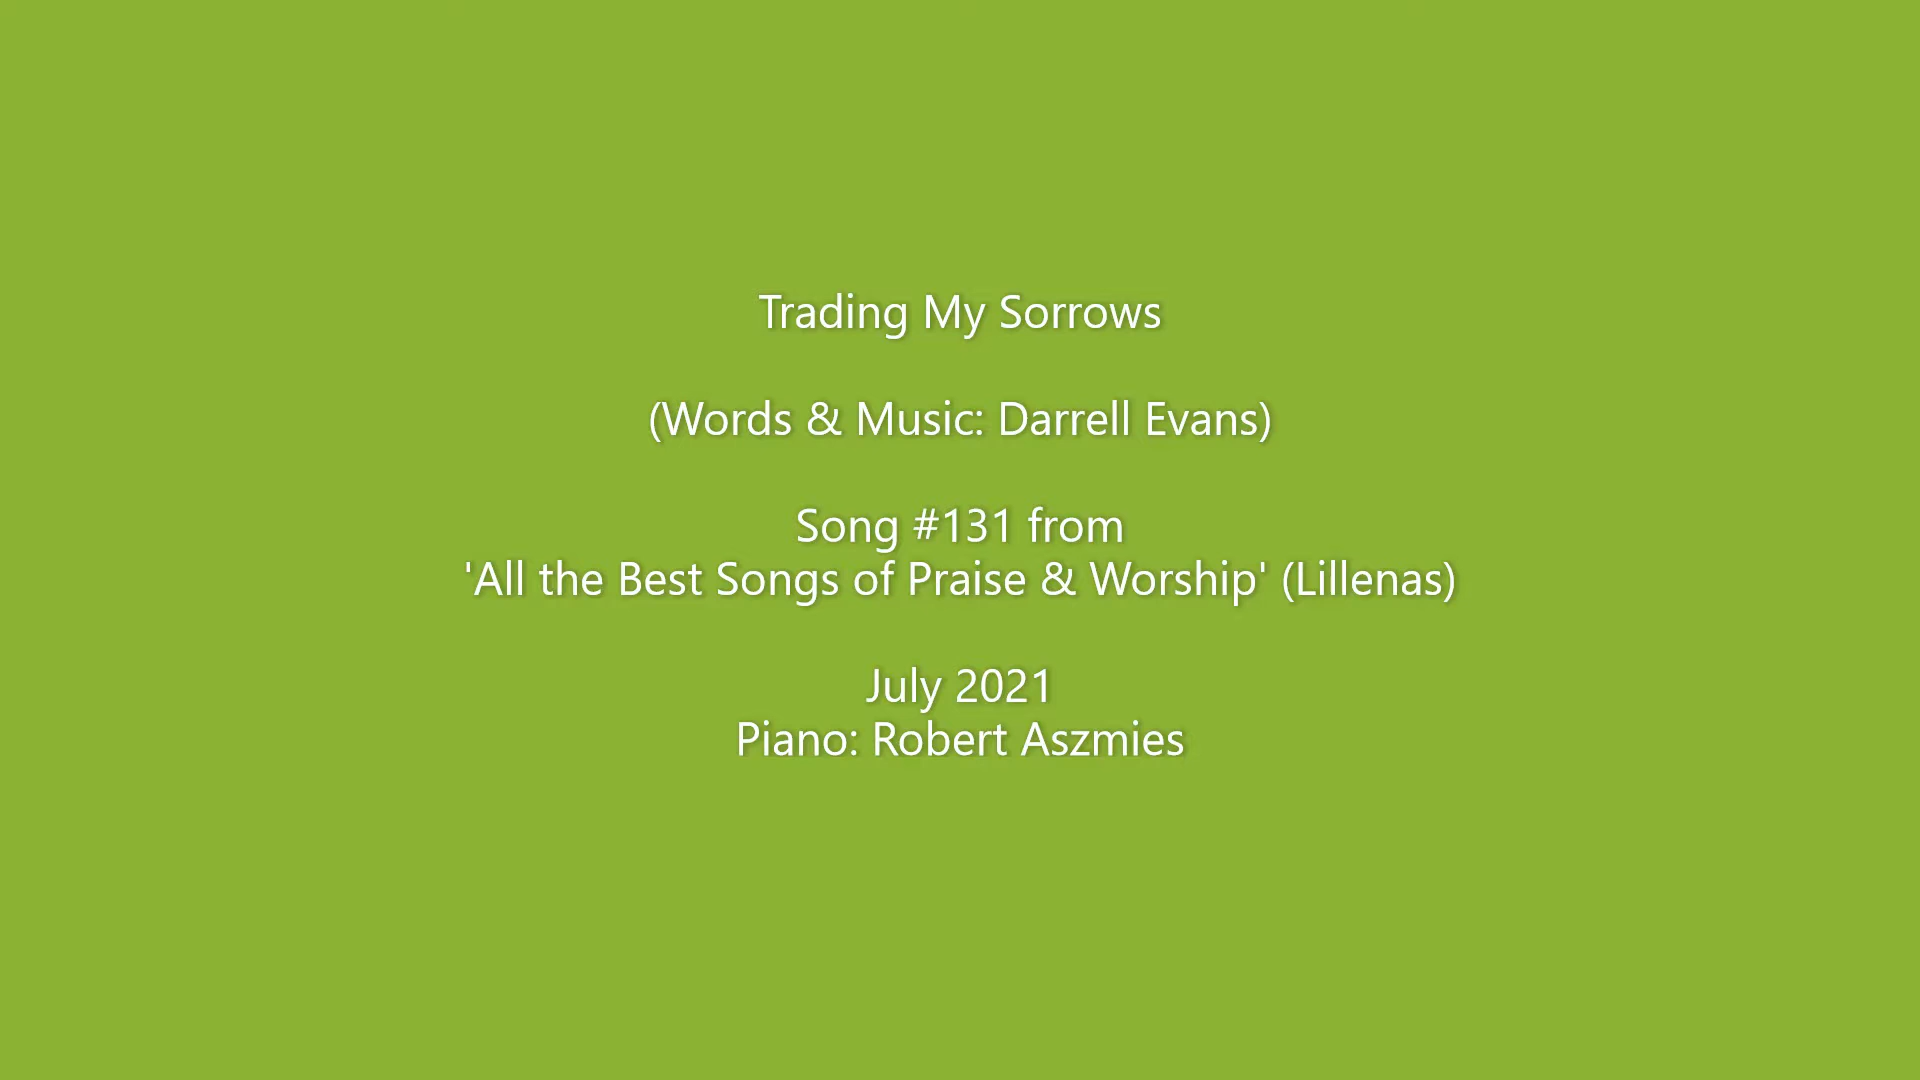 Trading My Sorrows
(Words & Music: Darrell Evans)
Song #131 from
'All the Best Songs of Praise & Worship' (Lillenas)
July 2021
Piano: Robert Aszmies